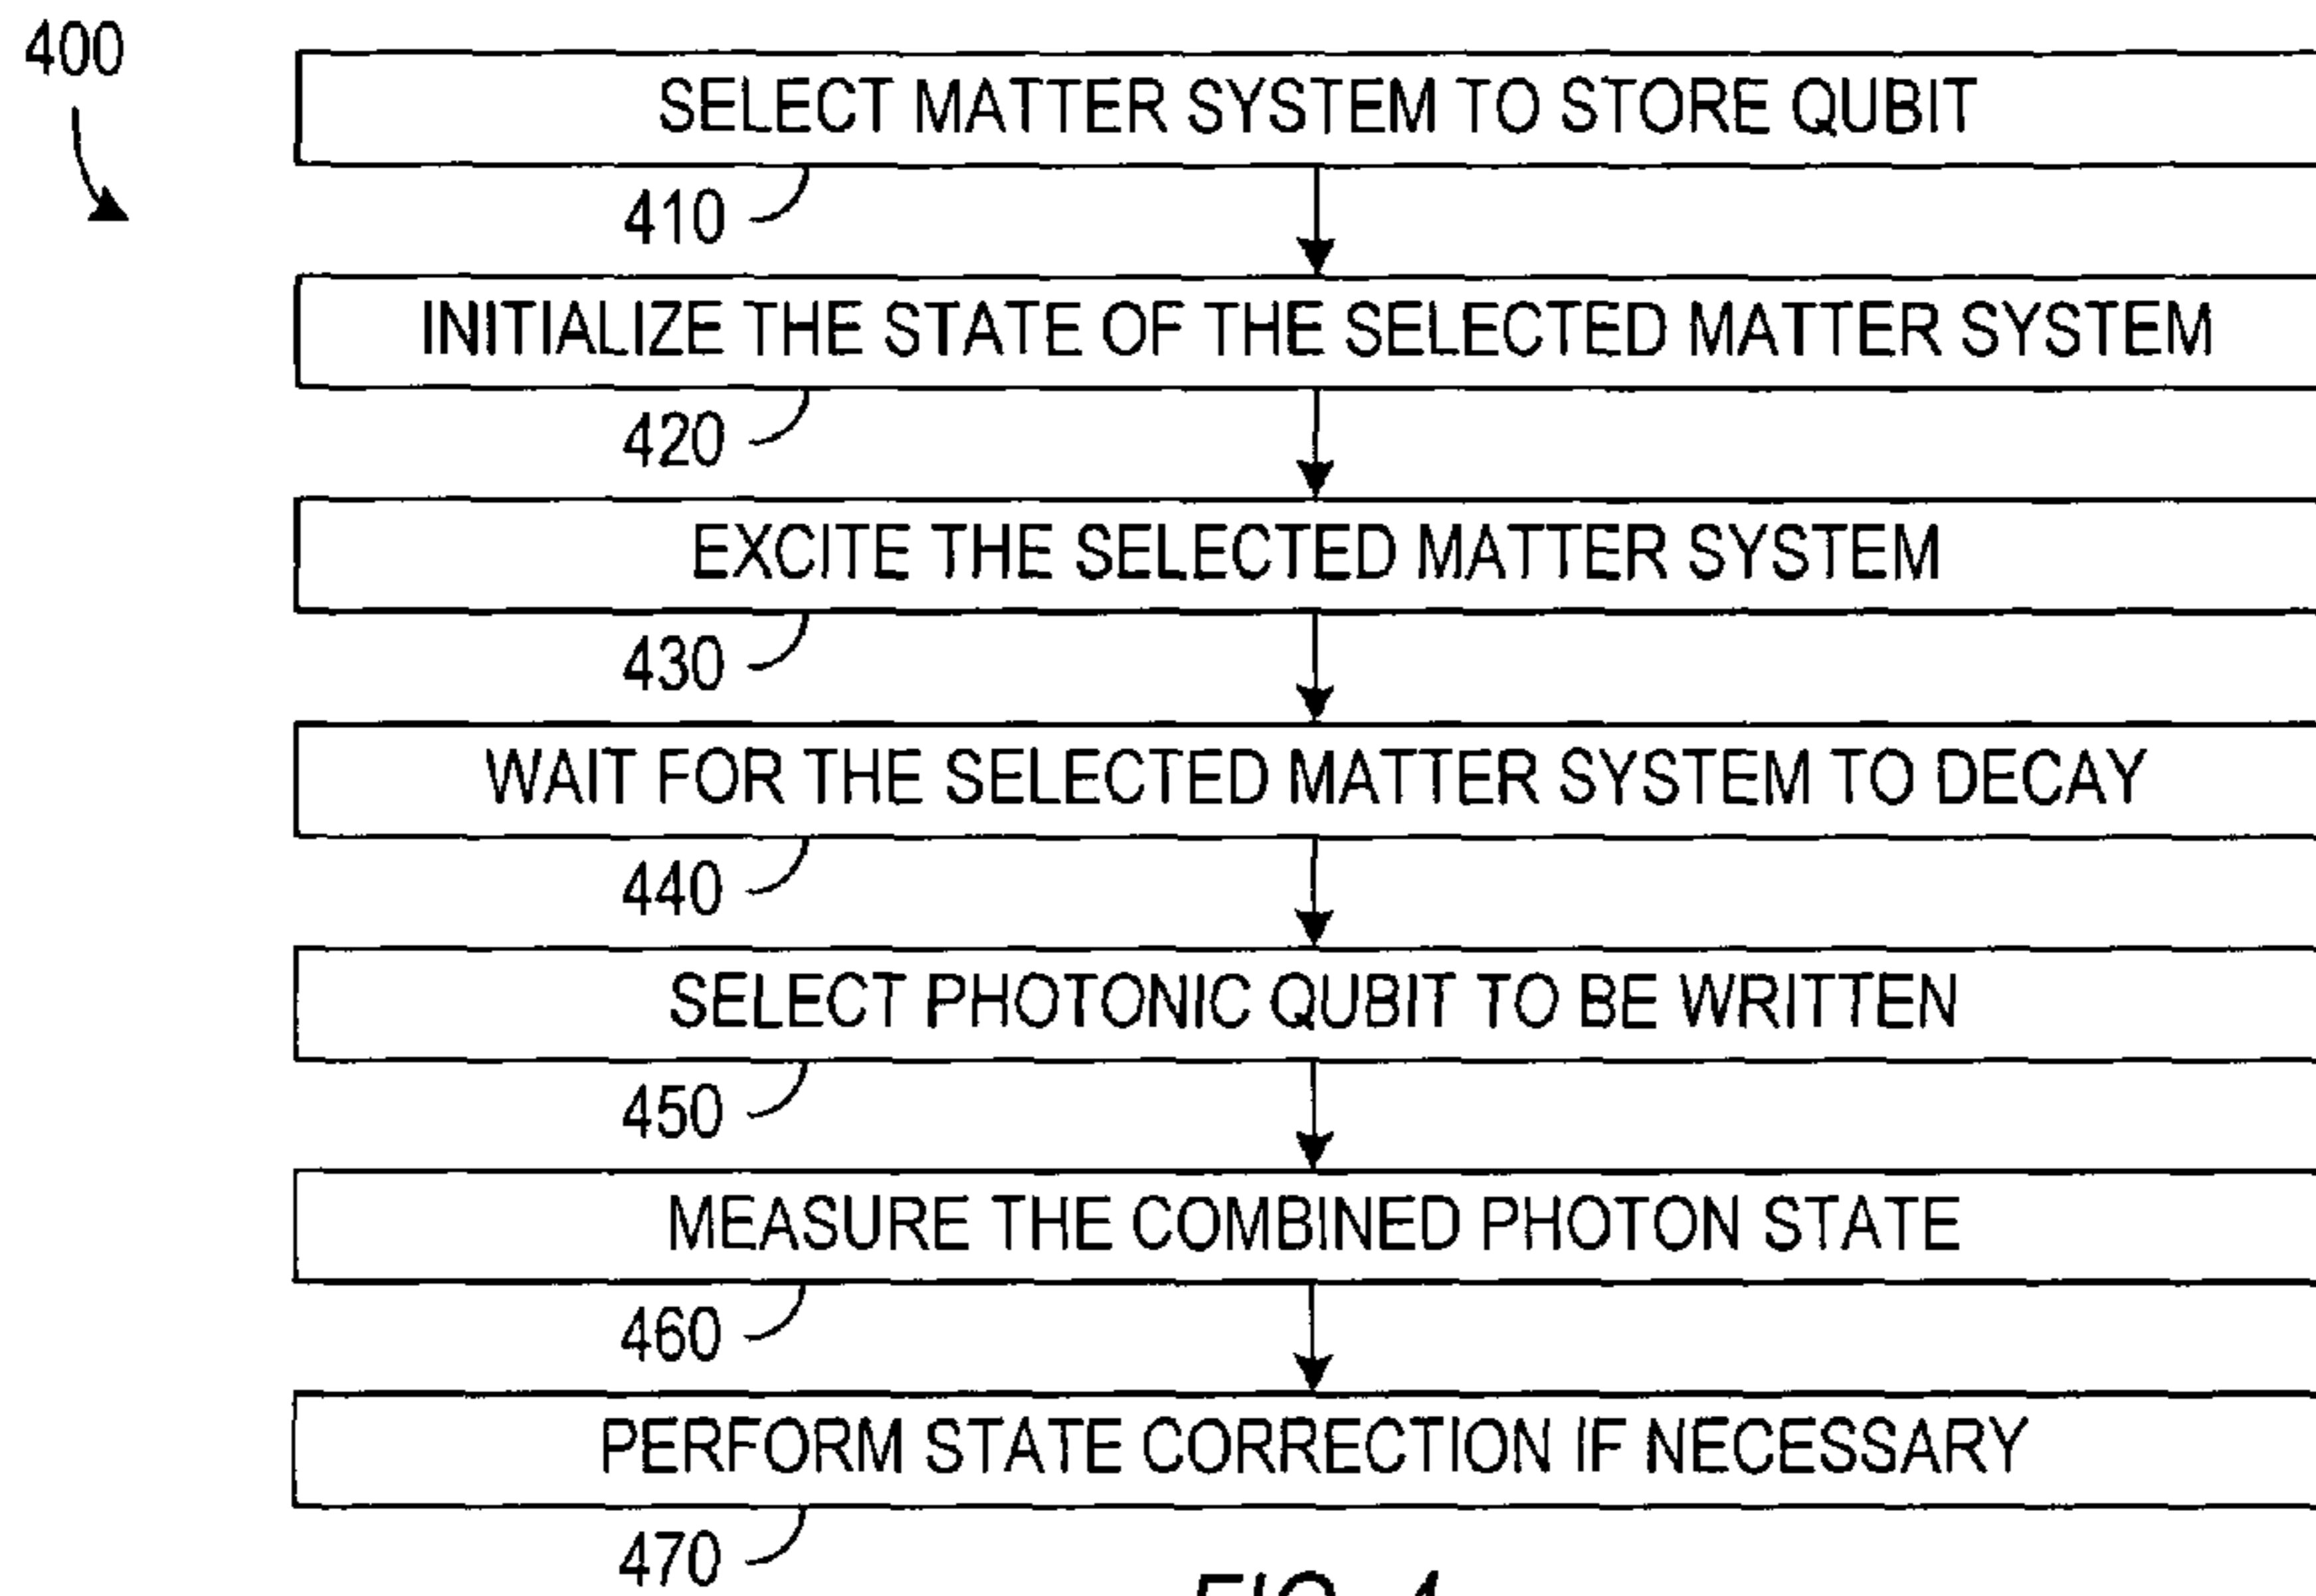 400
SELECT MATTER SYSTEM TO STORE QUBIT
410
INITIALIZE THE STATE OF THE SELECTED MATTER SYSTEM
420
EXCITE THE SELECTED MATTER SYSTEM
430
WAIT FOR THE SELECTED MATTER SYSTEM TO DECAY
440
SELECT PHOTONIC QUBIT TO BE WRITTEN
450
MEASURE THE COMBINED PHOTON STATE
460
PERFORM STATE CORRECTION IF NECESSARY
470